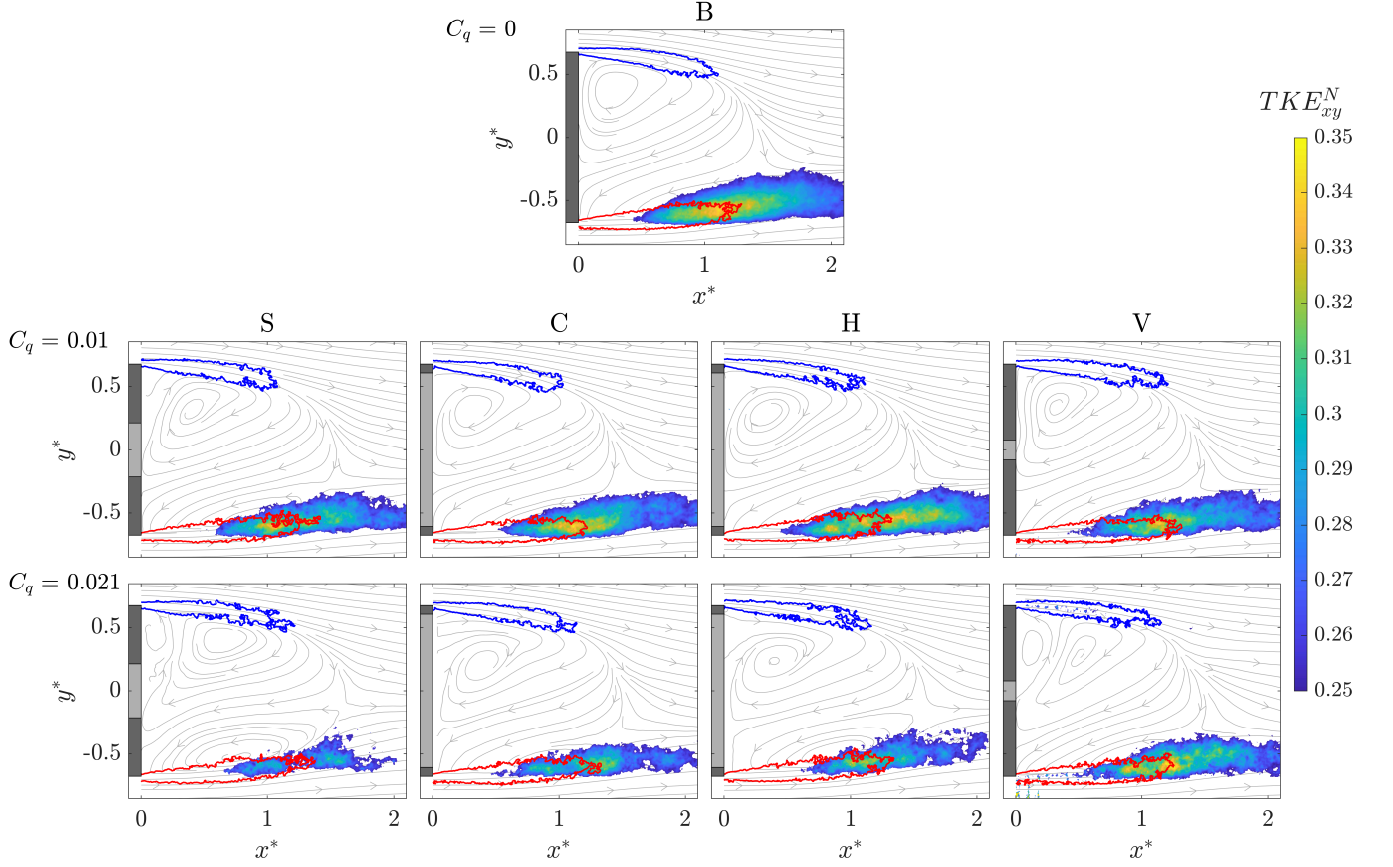 B
C_q = 0
0.5
0
-0.5
y*
0 1 2
x*
TKE^N_xy
0.35
0.34
0.33
0.32
0.31
0.3
0.29
0.28
0.27
0.26
0.25
S C H V
C_q = 0.01
0.5
0
-0.5
y*
C_q = 0.021
0.5
0
-0.5
y*
0 1 2 0 1 2 0 1 2 0 1 2
x* x* x* x*